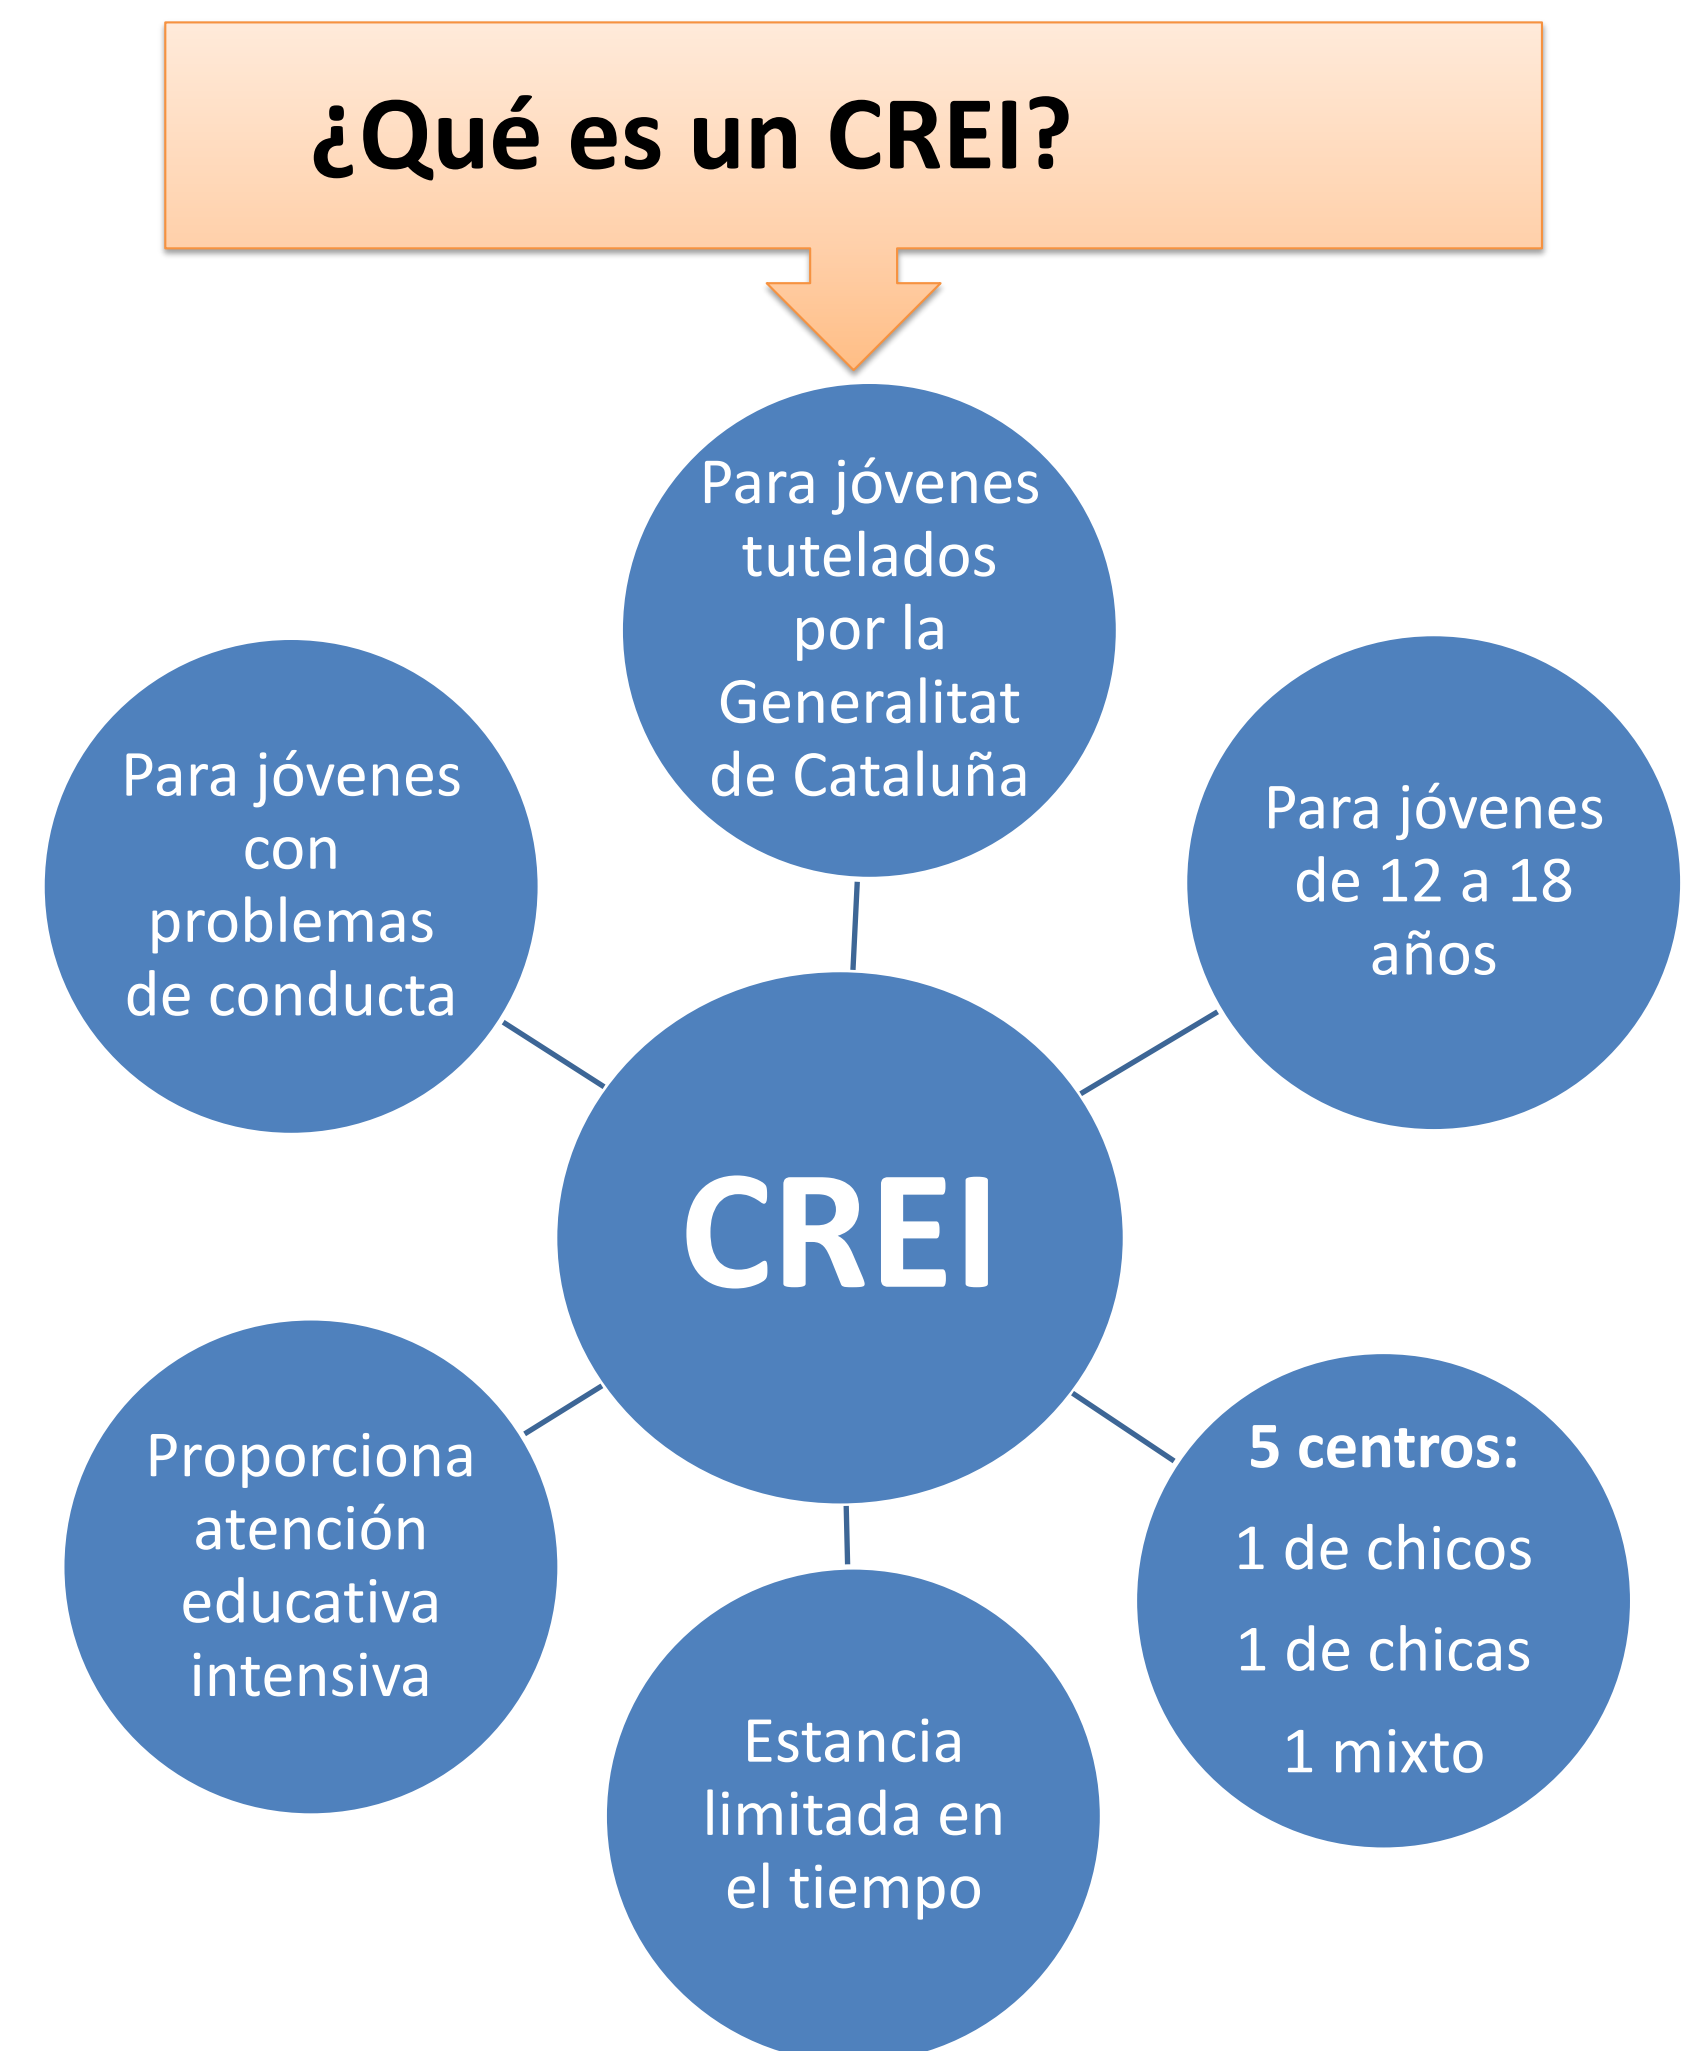 ¿Qué es un CREI?
Para jóvenes
tutelados
por la
Generalitat
de Cataluña
Para jóvenes
con
problemas
de conducta
Para jóvenes
de 12 a 18
años
CREI
Proporciona
atención
educativa
intensiva
5 centros:
1 de chicos
1 de chicas
1 mixto
Estancia
limitada en
el tiempo